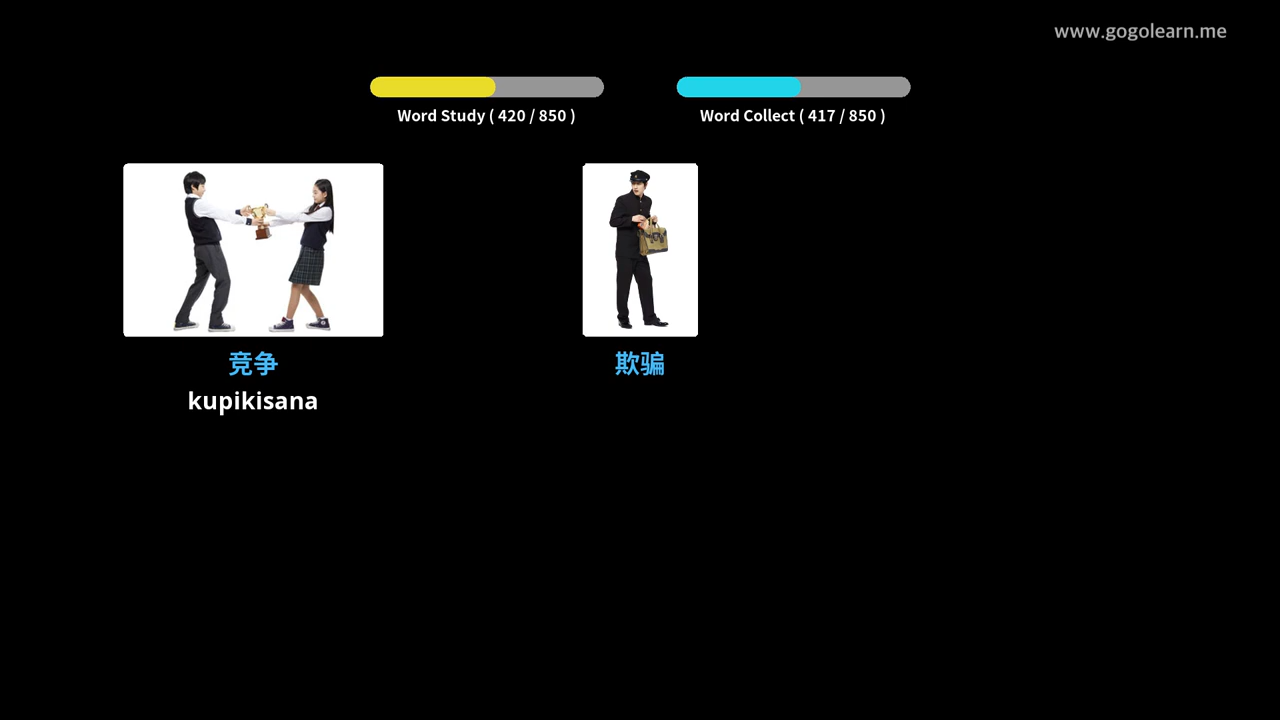 www.gogolearn.me
Word Study ( 420 / 850 )
Word Collect ( 417 / 850 )
竞争
kupikisana
欺骗